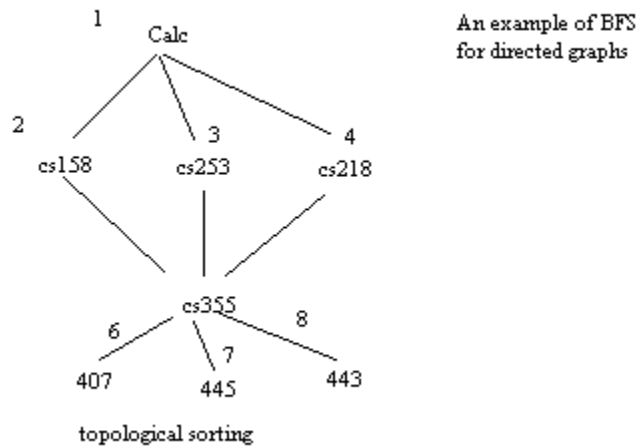 1
Calc
An example of BFS
for directed graphs
2
3
4
cs158
cs253
cs218
cs355
6
7
8
407
445
443
topological sorting